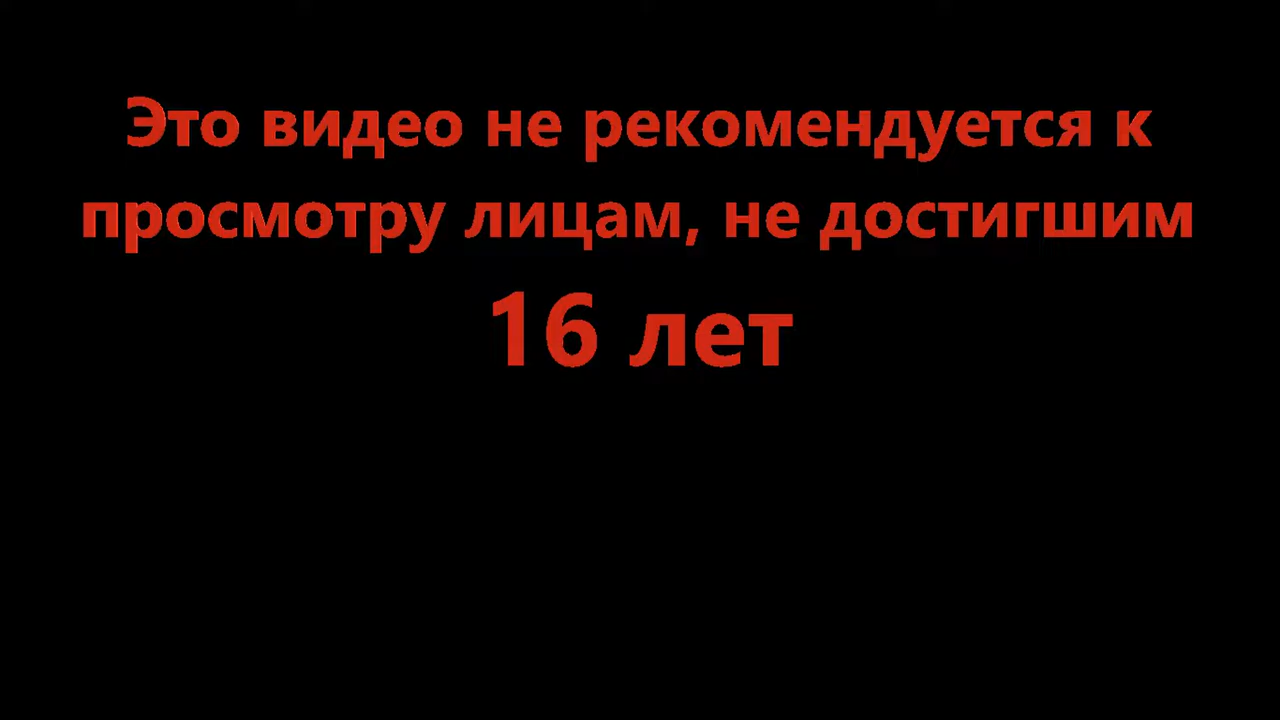 Это видео не рекомендуется к
просмотру лицам, не достигшим
16 лет